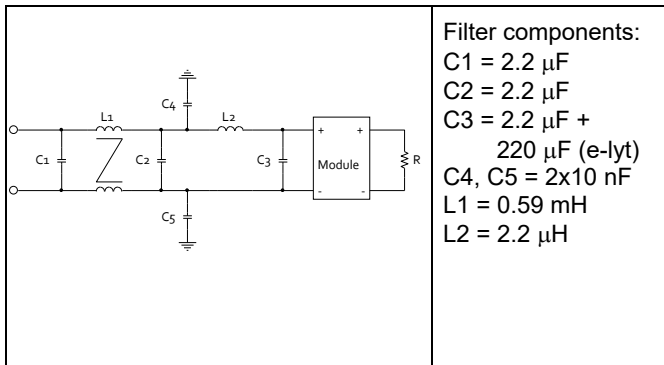 C4
L1
L2
C1
C2
C3
C5
+ +
Module
- -
R
Filter components:
C1 = 2.2 μF
C2 = 2.2 μF
C3 = 2.2 μF +
220 μF (e-lyt)
C4, C5 = 2x10 nF
L1 = 0.59 mH
L2 = 2.2 μH